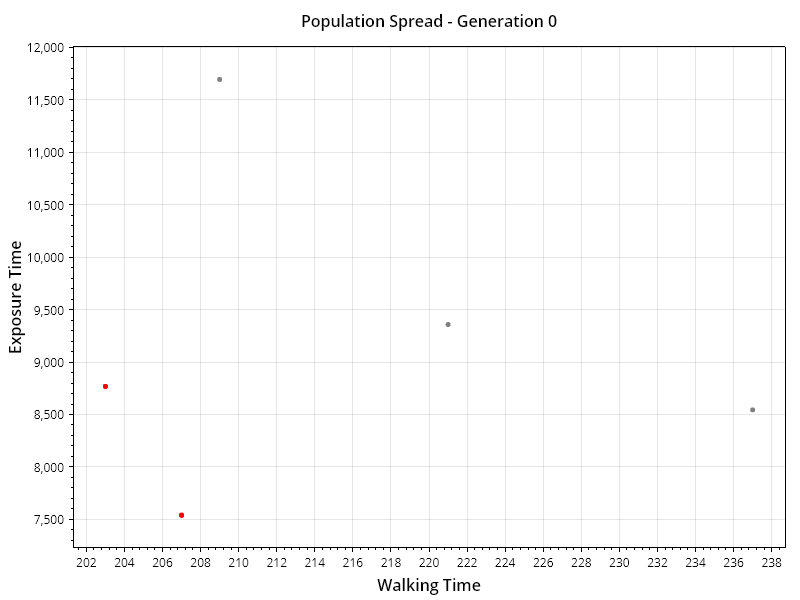 Population Spread - Generation 0
12,000
11,500
11,000
10,500
10,000
9,500
9,000
8,500
8,000
7,500
Exposure Time
202 204 206 208 210 212 214 216 218 220 222 224 226 228 230 232 234 236 238
Walking Time